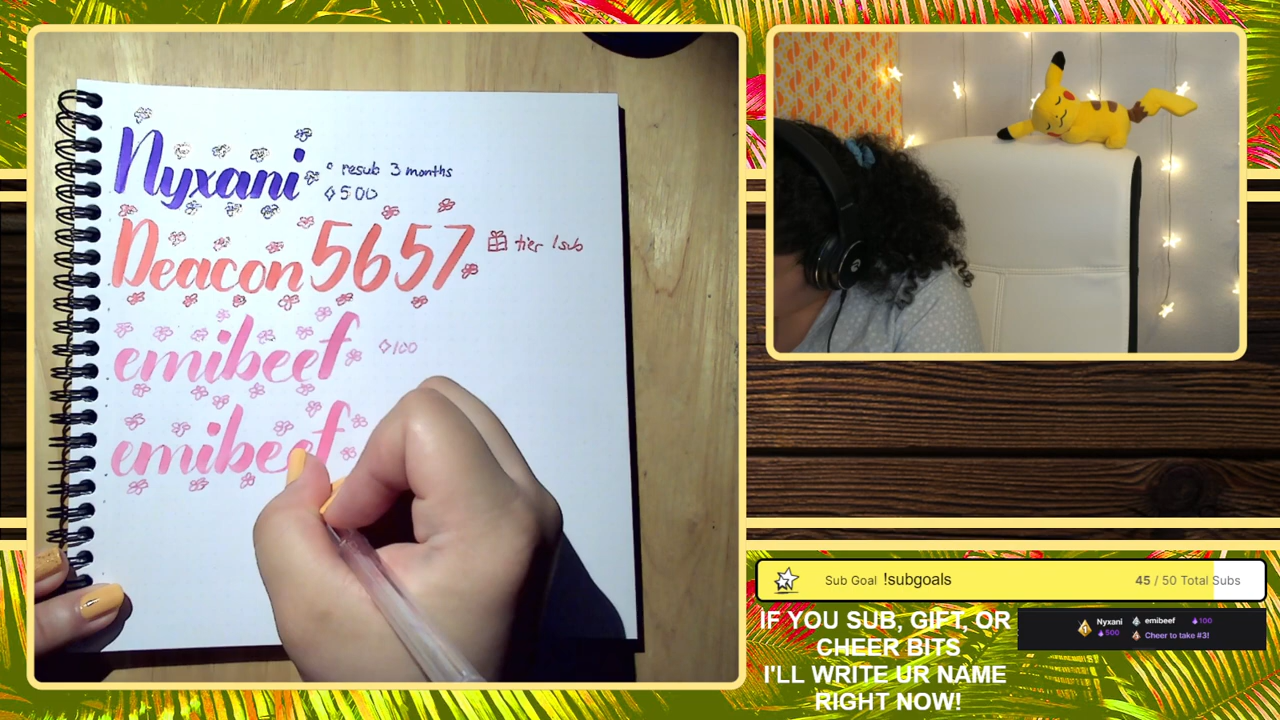 Nyxani
° resub 3 months
◊500
Deacon5657
tier 1 sub
emibeef
◊100
emibeef
Sub Goal !subgoals
45 / 50 Total Subs
IF YOU SUB, GIFT, OR
CHEER BITS
I'LL WRITE UR NAME
RIGHT NOW!
1 Nyxani
500
emibeef 100
Cheer to take #3!